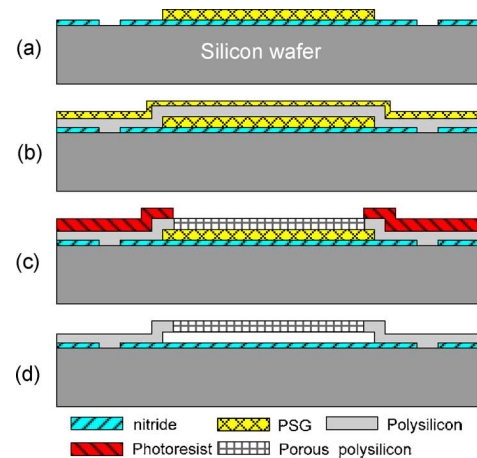 (a)
Silicon wafer
(b)
(c)
(d)
nitride
PSG
Polysilicon
Photoresist
Porous polysilicon